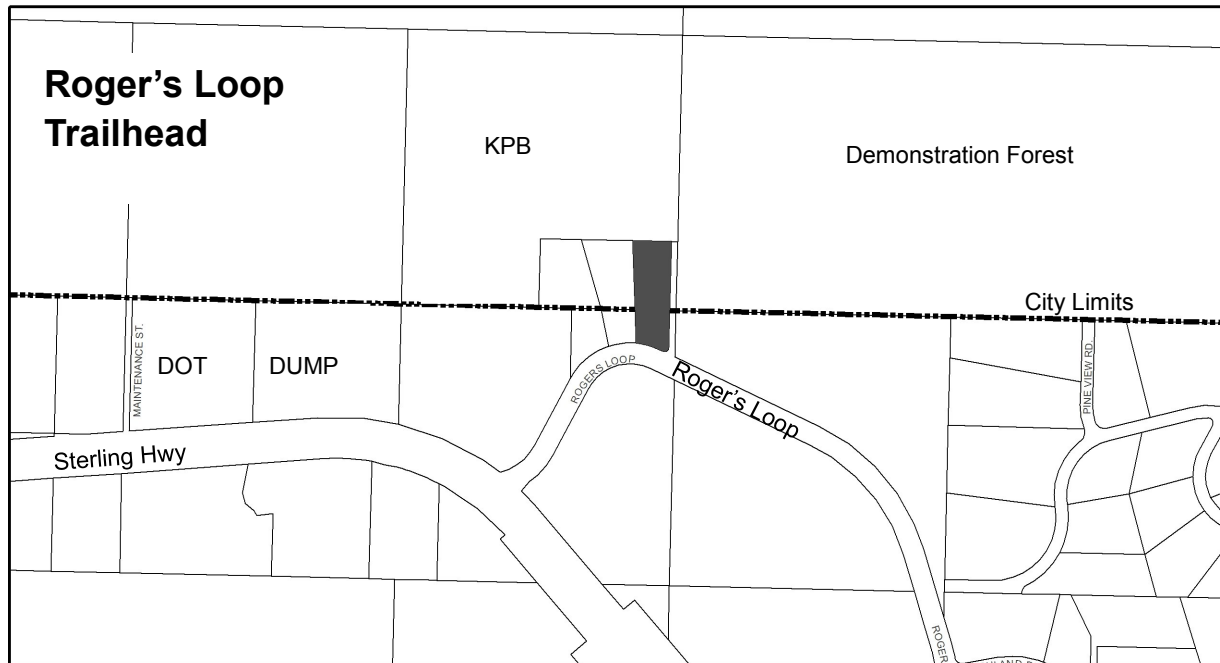 Roger's Loop
Trailhead
KPB
Demonstration Forest
City Limits
MAINTENANCE ST.
DOT
DUMP
ROGERS LOOP
Roger's Loop
PINE VIEW RD.
Sterling Hwy
ROGER